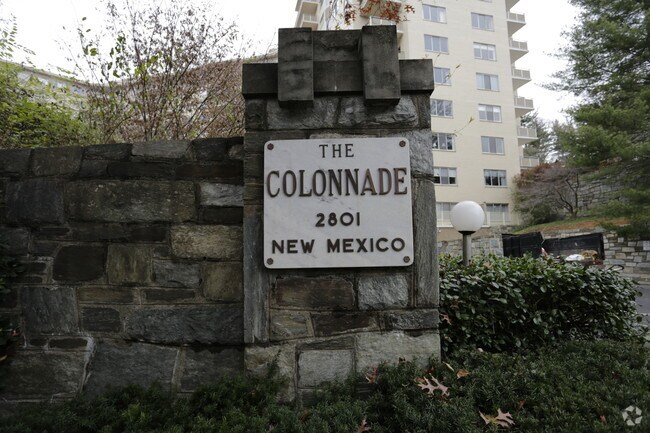 THE
COLONNADE
2801
NEW MEXICO